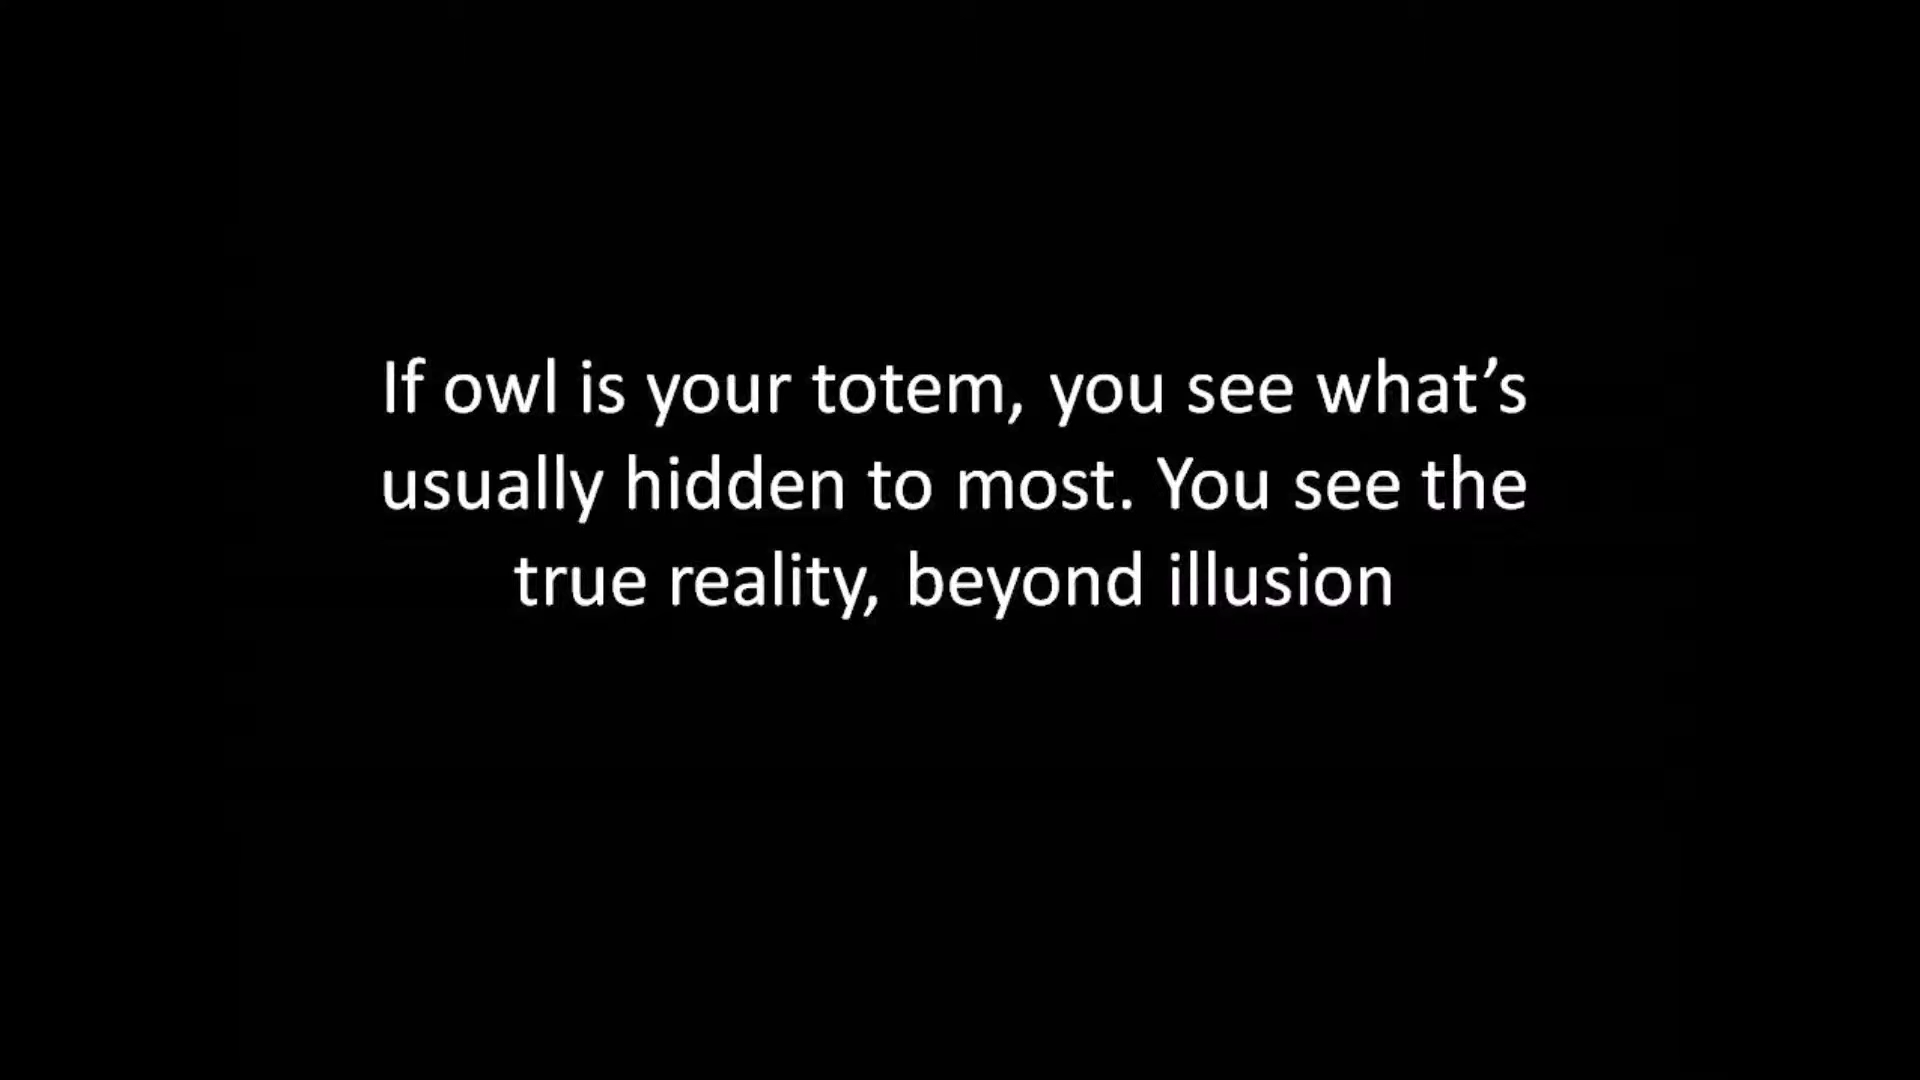 If owl is your totem, you see what’s
usually hidden to most. You see the
true reality, beyond illusion